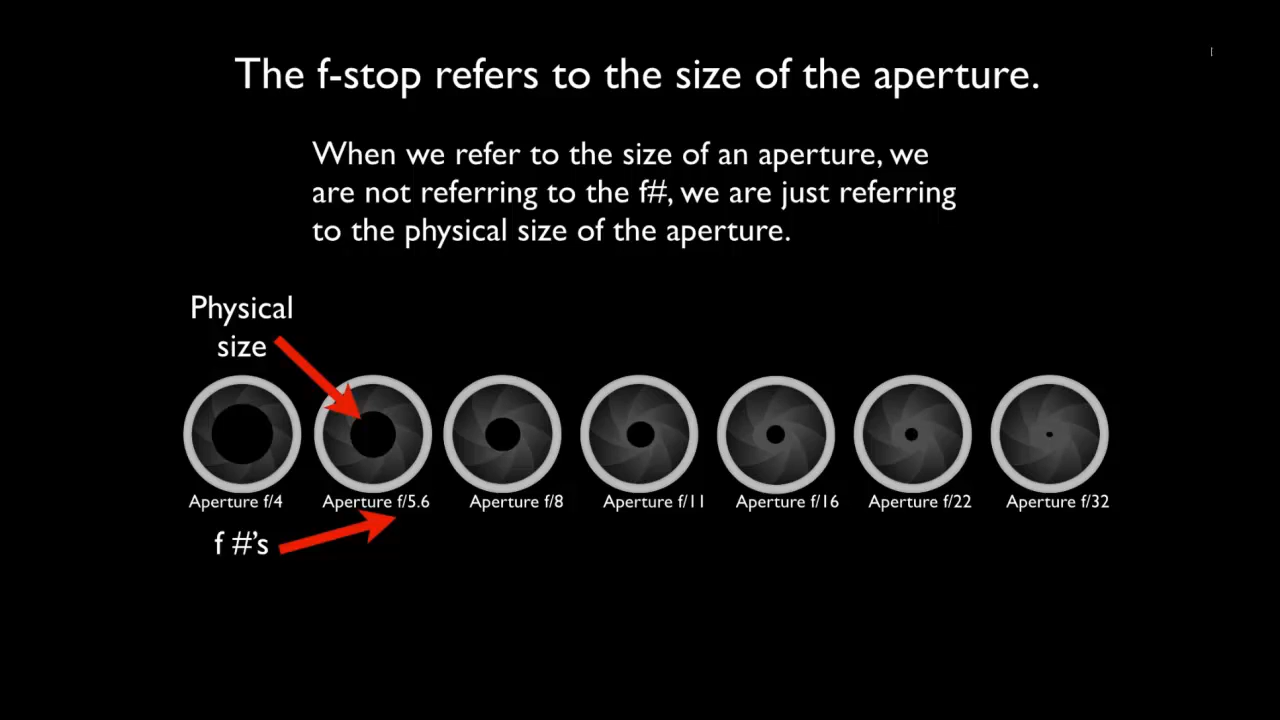 The f-stop refers to the size of the aperture.
When we refer to the size of an aperture, we
are not referring to the f#, we are just referring
to the physical size of the aperture.
Physical
size
Aperture f/4
Aperture f/5.6
Aperture f/8
Aperture f/11
Aperture f/16
Aperture f/22
Aperture f/32
f #'s